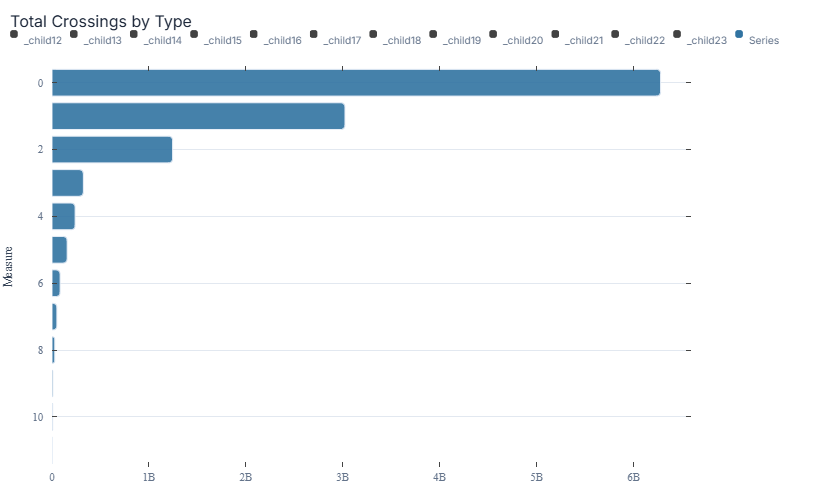 Total Crossings by Type
_child12 _child13 _child14 _child15 _child16 _child17 _child18 _child19 _child20 _child21 _child22 _child23 Series
0
2
4
6
8
10
Measure
0 1B 2B 3B 4B 5B 6B